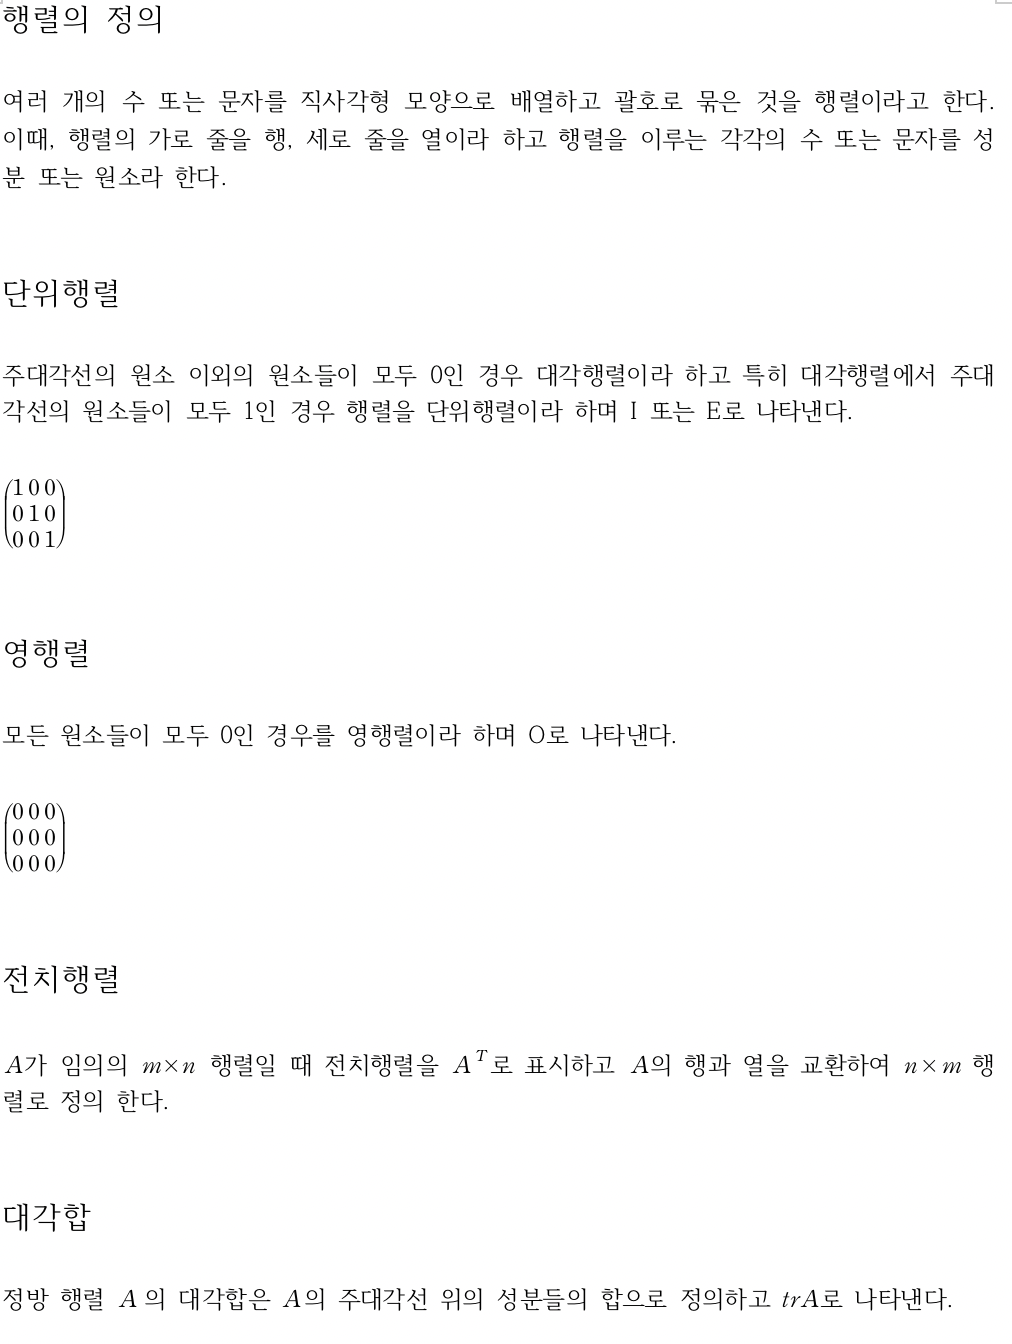 행렬의 정의
여러 개의 수 또는 문자를 직사각형 모양으로 배열하고 괄호로 묶은 것을 행렬이라고 한다.
이때, 행렬의 가로 줄을 행, 세로 줄을 열이라 하고 행렬을 이루는 각각의 수 또는 문자를 성
분 또는 원소라 한다.
단위행렬
주대각선의 원소 이외의 원소들이 모두 0인 경우 대각행렬이라 하고 특히 대각행렬에서 주대
각선의 원소들이 모두 1인 경우 행렬을 단위행렬이라 하며 I 또는 E로 나타낸다.
1 0 0
0 1 0
0 0 1
영행렬
모든 원소들이 모두 0인 경우를 영행렬이라 하며 O로 나타낸다.
0 0 0
0 0 0
0 0 0
전치행렬
A가 임의의 m×n 행렬일 때 전치행렬을 A^T로 표시하고 A의 행과 열을 교환하여 n×m 행
렬로 정의 한다.
대각합
정방 행렬 A 의 대각합은 A의 주대각선 위의 성분들의 합으로 정의하고 trA로 나타낸다.